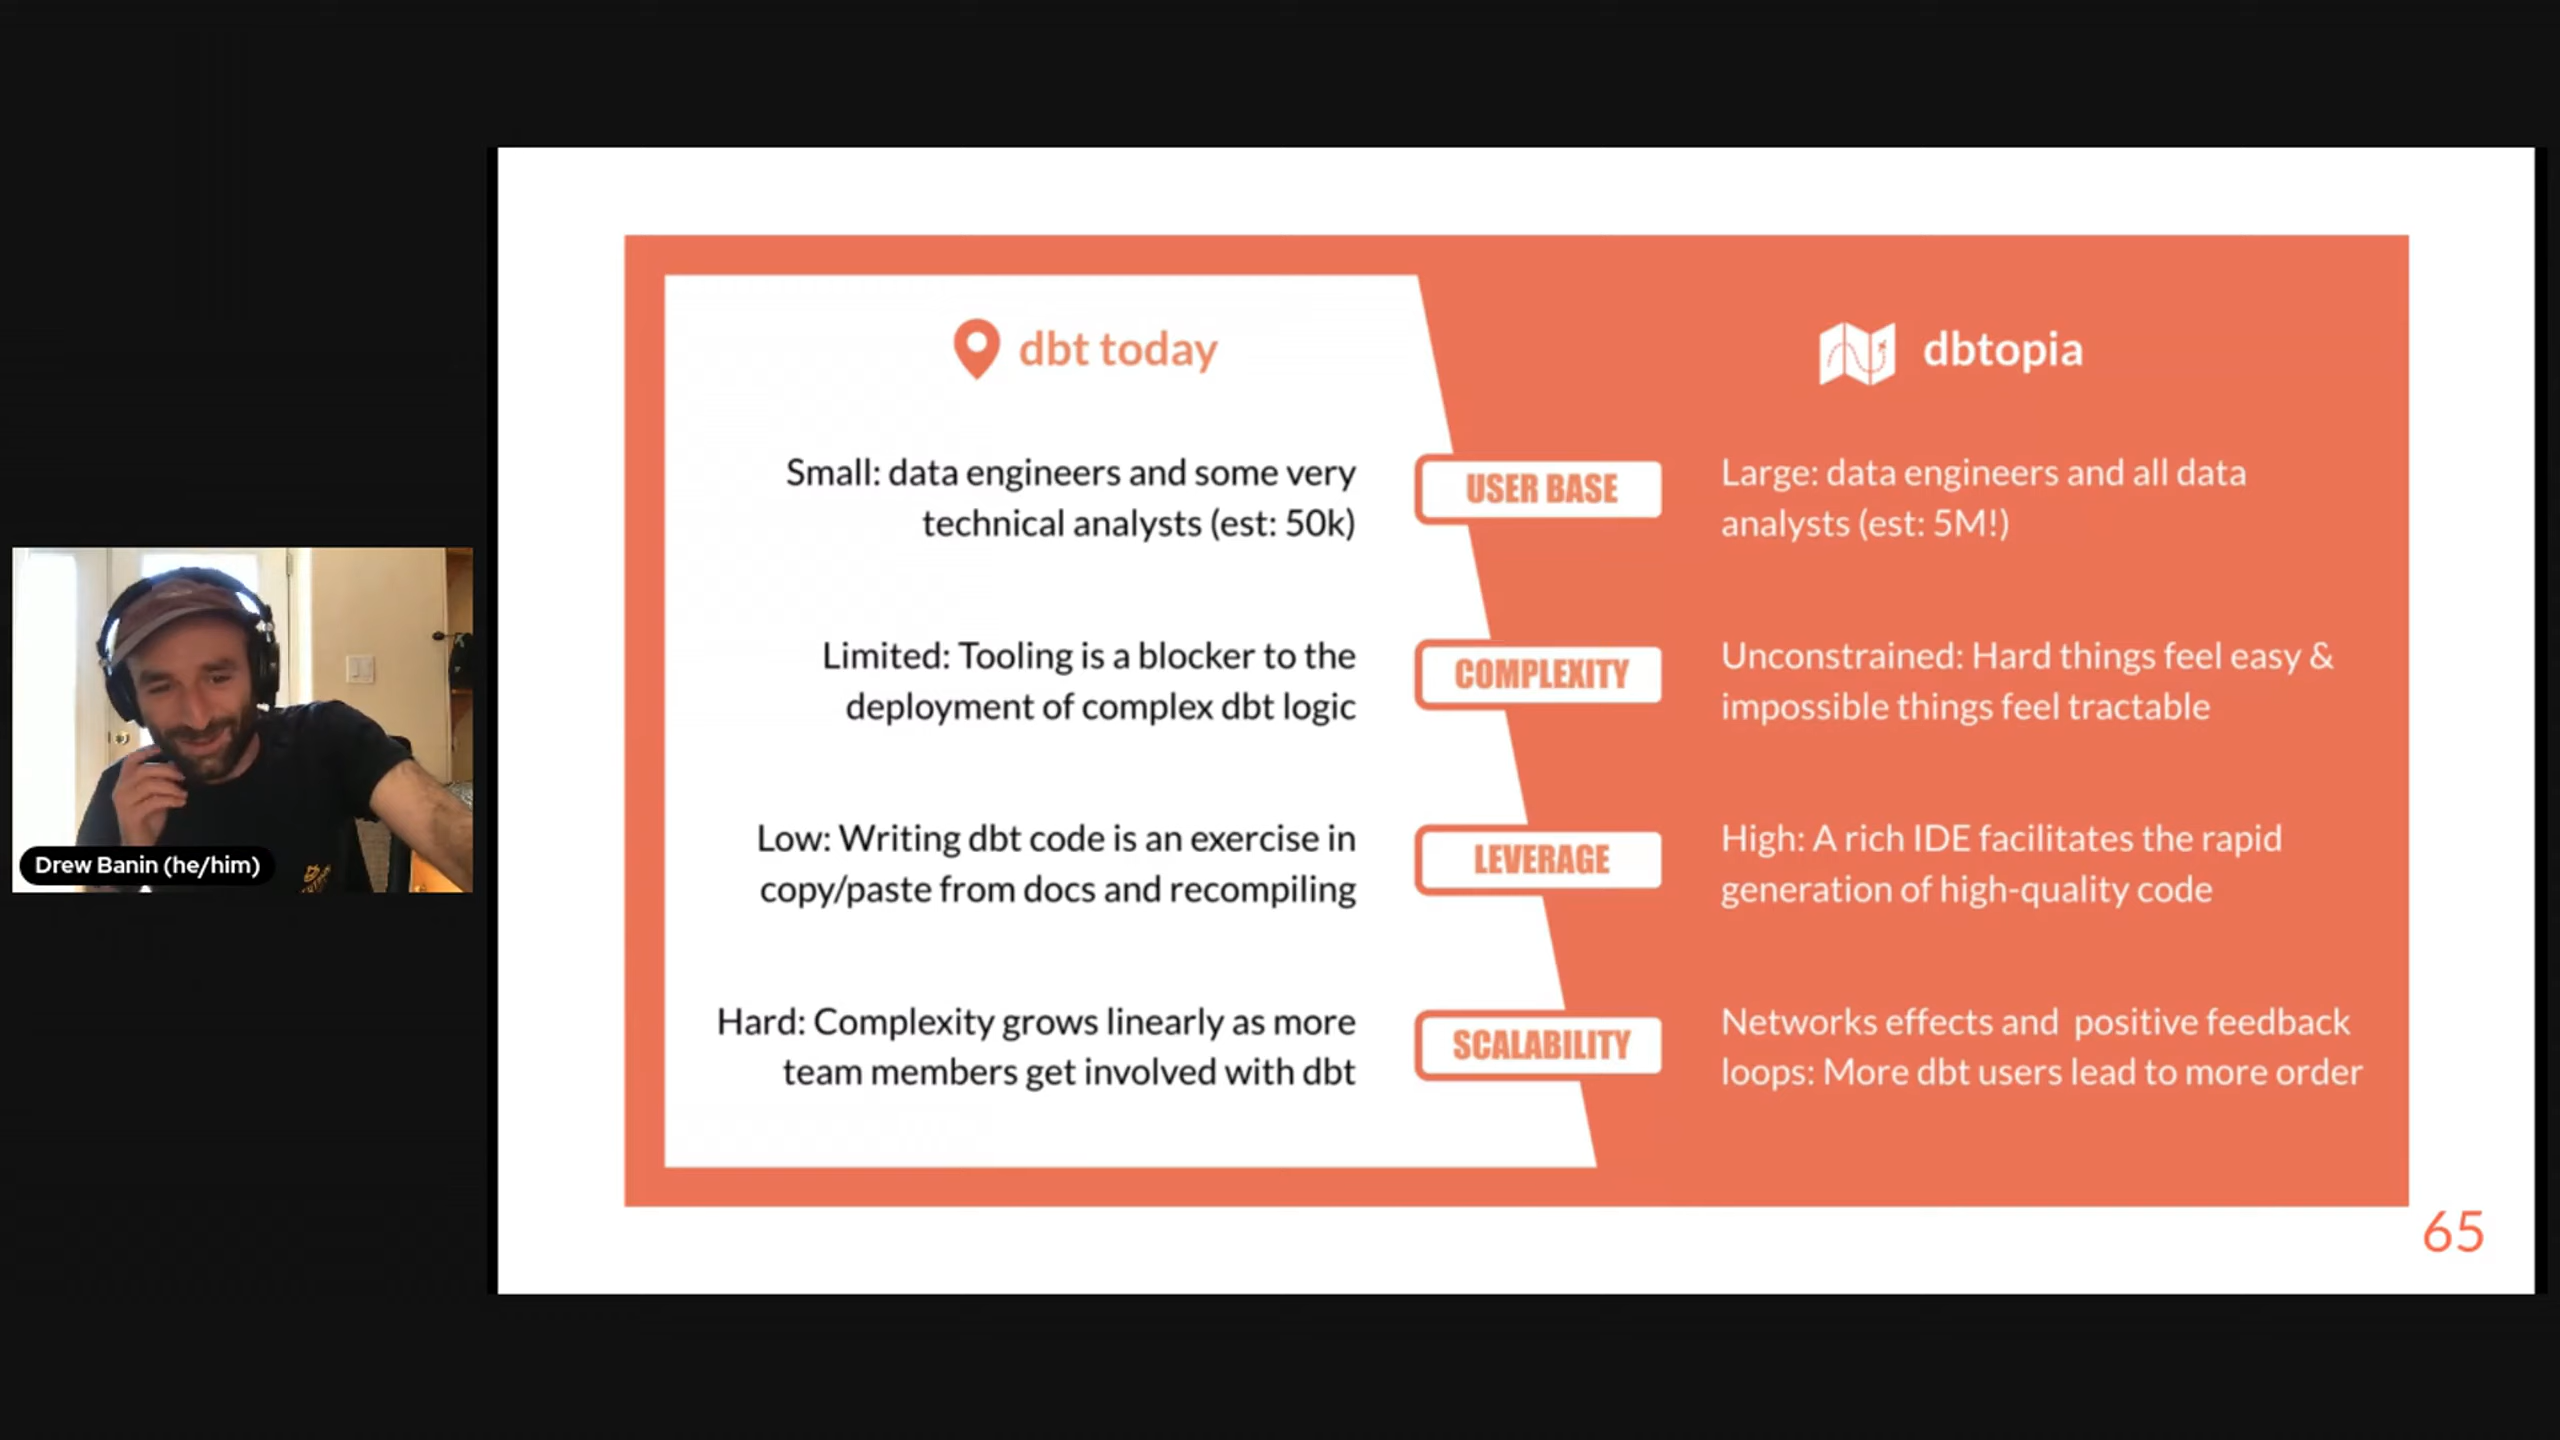 dbt today
dbtopia
Small: data engineers and some very
technical analysts (est: 50k)
USER BASE
Large: data engineers and all data
analysts (est: 5M!)
Limited: Tooling is a blocker to the
deployment of complex dbt logic
COMPLEXITY
Unconstrained: Hard things feel easy &
impossible things feel tractable
Low: Writing dbt code is an exercise in
copy/paste from docs and recompiling
LEVERAGE
High: A rich IDE facilitates the rapid
generation of high-quality code
Hard: Complexity grows linearly as more
team members get involved with dbt
SCALABILITY
Networks effects and  positive feedback
loops: More dbt users lead to more order
65
Drew Banin (he/him)